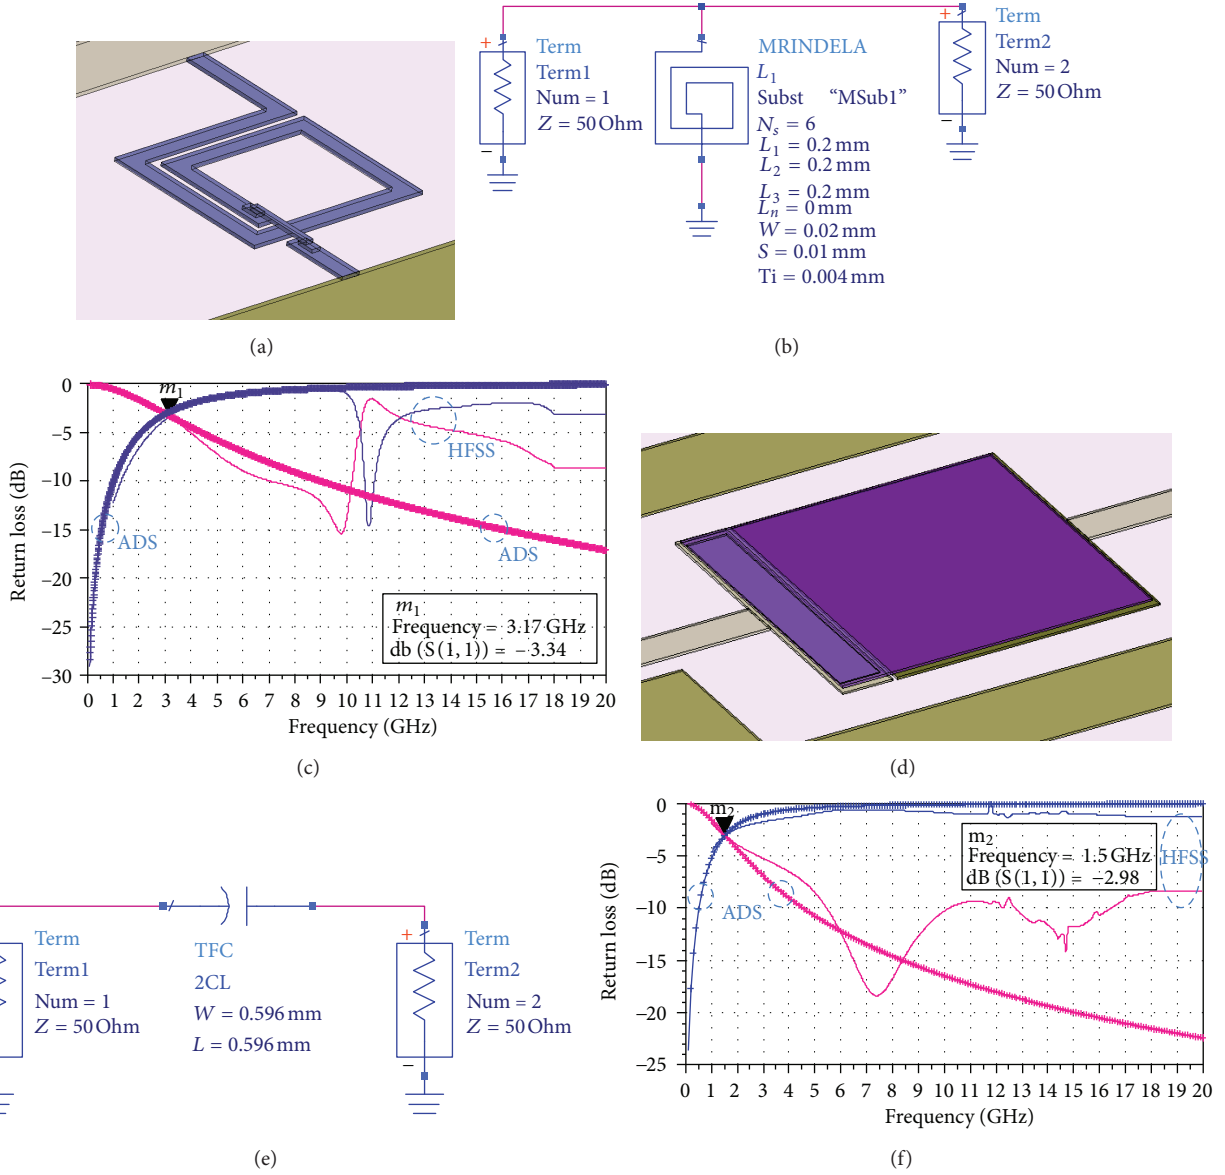 +
Term
Term1
Num = 1
Z = 50 Ohm
−
MRINDELA
L1
Subst “MSub1”
Ns = 6
L1 = 0.2 mm
L2 = 0.2 mm
L3 = 0.2 mm
Ln = 0 mm
W = 0.02 mm
S = 0.01 mm
Ti = 0.004 mm
+
Term
Term2
Num = 2
Z = 50 Ohm
−
(a)
(b)
Return loss (dB)
0
−5
−10
−15
−20
−25
−30
m1
HFSS
ADS
ADS
m1
Frequency = 3.17 GHz
db (S(1, 1)) = −3.34
0 1 2 3 4 5 6 7 8 9 10 11 12 13 14 15 16 17 18 19 20
Frequency (GHz)
(c)
(d)
Term
Term1
Num = 1
Z = 50 Ohm
TFC
2CL
W = 0.596 mm
L = 0.596 mm
+
Term
Term2
Num = 2
Z = 50 Ohm
−
(e)
Return loss (dB)
0
−5
−10
−15
−20
−25
m2
ADS
HFSS
m2
Frequency = 1.5 GHz
dB (S(1, 1)) = −2.98
0 1 2 3 4 5 6 7 8 9 10 11 12 13 14 15 16 17 18 19 20
Frequency (GHz)
(f)